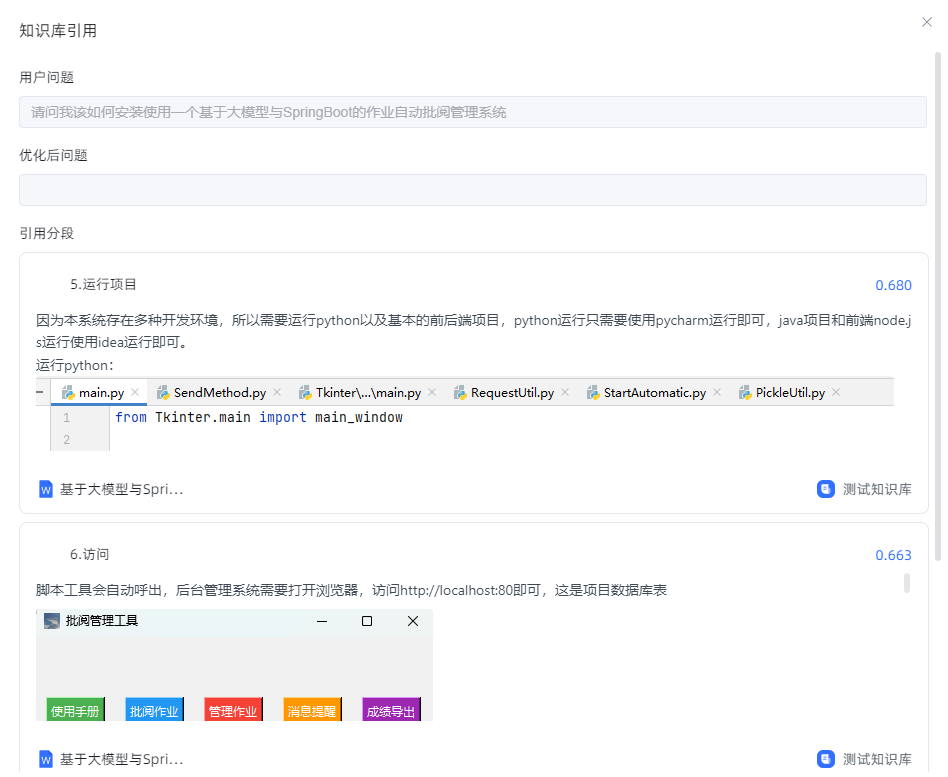 知识库引用
用户问题
请问我该如何安装使用一个基于大模型与SpringBoot的作业自动批阅管理系统
优化后问题
引用分段
5.运行项目
0.680
因为本系统存在多种开发环境，所以需要运行python以及基本的前后端项目，python运行只需要使用pycharm运行即可，java项目和前端node.j
s运行使用idea运行即可。
运行python：
main.py SendMethod.py Tkinter\...\main.py RequestUtil.py StartAutomatic.py PickleUtil.py
1 from Tkinter.main import main_window
2
基于大模型与Spri...
测试知识库
6.访问
0.663
脚本工具会自动呼出，后台管理系统需要打开浏览器，访问http://localhost:80即可，这是项目数据库表
批阅管理工具
使用手册 批阅作业 管理作业 消息提醒 成绩导出
基于大模型与Spri...
测试知识库